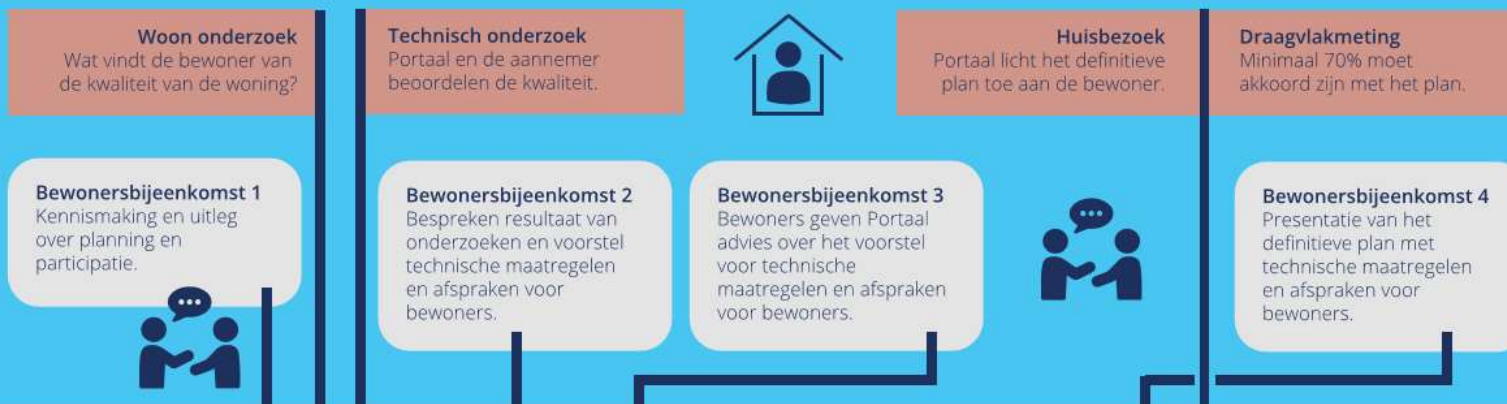 Woon onderzoek
Wat vindt de bewoner van
de kwaliteit van de woning?
Technisch onderzoek
Portaal en de aannemer
beoordelen de kwaliteit.
Huisbezoek
Portaal licht het definitieve
plan toe aan de bewoner.
Draagvlakmeting
Minimaal 70% moet
akkoord zijn met het plan.
Bewonersbijeenkomst 1
Kennismaking en uitleg
over planning en
participatie.
Bewonersbijeenkomst 2
Bespreken resultaat van
onderzoeken en voorstel
technische maatregelen
en afspraken voor
bewoners.
Bewonersbijeenkomst 3
Bewoners geven Portaal
advies over het voorstel
voor technische
maatregelen en afspraken
voor bewoners.
Bewonersbijeenkomst 4
Presentatie van het
definitieve plan met
technische maatregelen
en afspraken voor
bewoners.